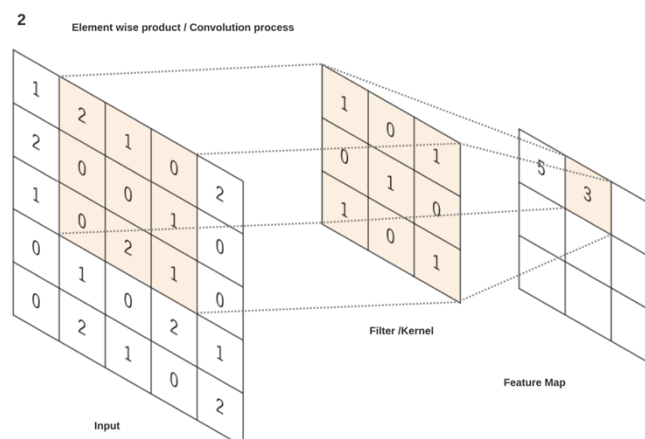 2
Element wise product / Convolution process
1 2 1 0 2
2 0 0 1 0
1 0 2 1 0
0 1 0 2 1
0 2 1 0 2
Input
1 0 1
0 1 0
1 0 1
Filter /Kernel
5 3
Feature Map